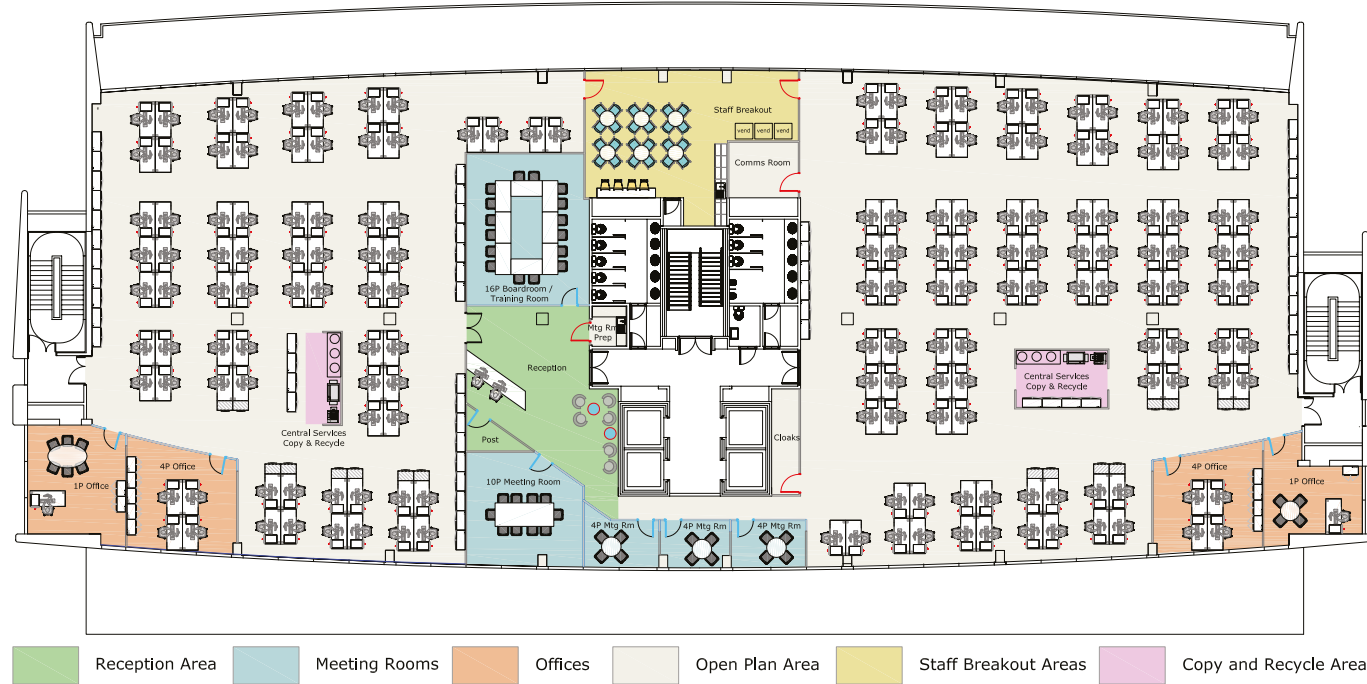 Staff Breakout
vend vend vend
Comms Room
16P Boardroom /
Training Room
Mtg Rm
Prep
Reception
Central Services
Copy & Recycle
Central Services
Copy & Recycle
Post
Cloaks
4P Office
1P Office
10P Meeting Room
4P Office
1P Office
4P Mtg Rm
4P Mtg Rm
4P Mtg Rm
Reception Area
Meeting Rooms
Offices
Open Plan Area
Staff Breakout Areas
Copy and Recycle Area